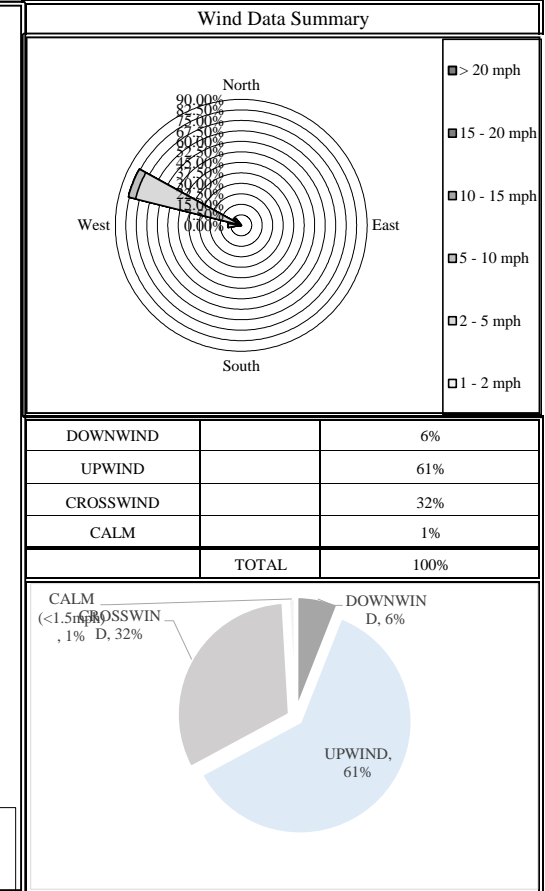 Wind Data Summary
North
90.00%
82.50%
75.00%
67.50%
60.00%
52.50%
45.00%
37.50%
30.00%
22.50%
15.00%
7.50%
0.00%
West
East
South
> 20 mph
15 - 20 mph
10 - 15 mph
5 - 10 mph
2 - 5 mph
1 - 2 mph
DOWNWIND 6%
UPWIND 61%
CROSSWIND 32%
CALM 1%
TOTAL 100%
CALM
(<1.5mph)
, 1%
CROSSWIN
D, 32%
DOWNWIN
D, 6%
UPWIND,
61%